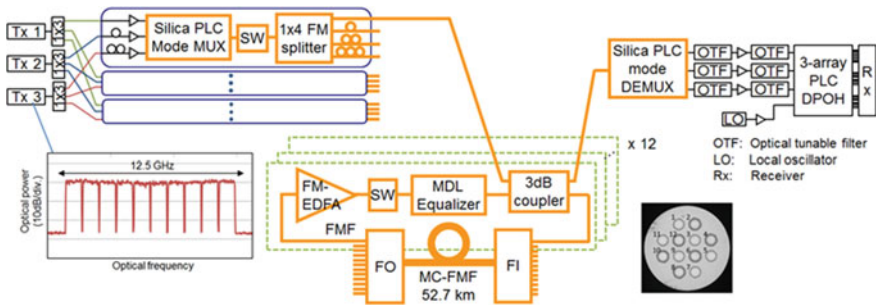 Tx 1
Tx 2
Tx 3
1x3
1x3
1x3
Silica PLC
Mode MUX
SW
1x4 FM
splitter
12.5 GHz
Optical power
(10dB/div.)
Optical frequency
Silica PLC
mode
DEMUX
OTF
OTF
OTF
OTF
OTF
OTF
3-array
PLC
DPOH
Rx
LO
OTF: Optical tunable filter
LO: Local oscillator
Rx: Receiver
x 12
FM-
EDFA
SW
MDL
Equalizer
3dB
coupler
FMF
FO
MC-FMF
52.7 km
FI